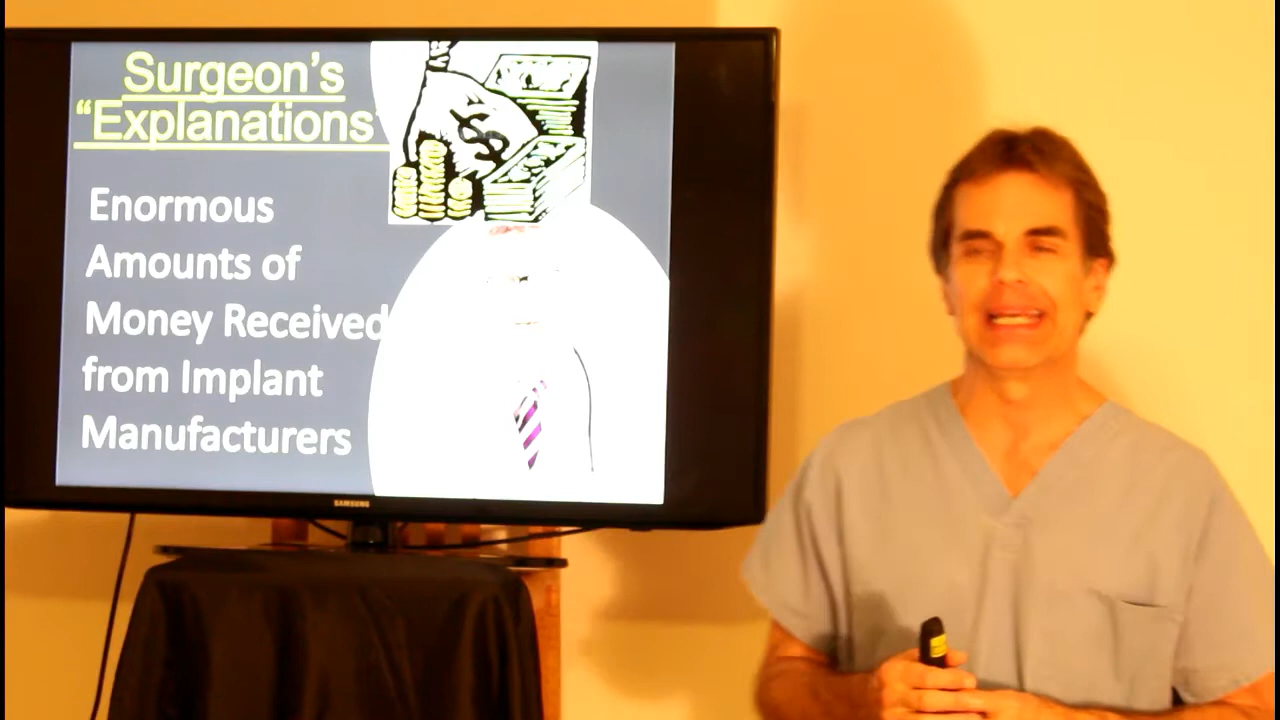 Surgeon's
“Explanations”
Enormous
Amounts of
Money Received
from Implant
Manufacturers
SAMSUNG